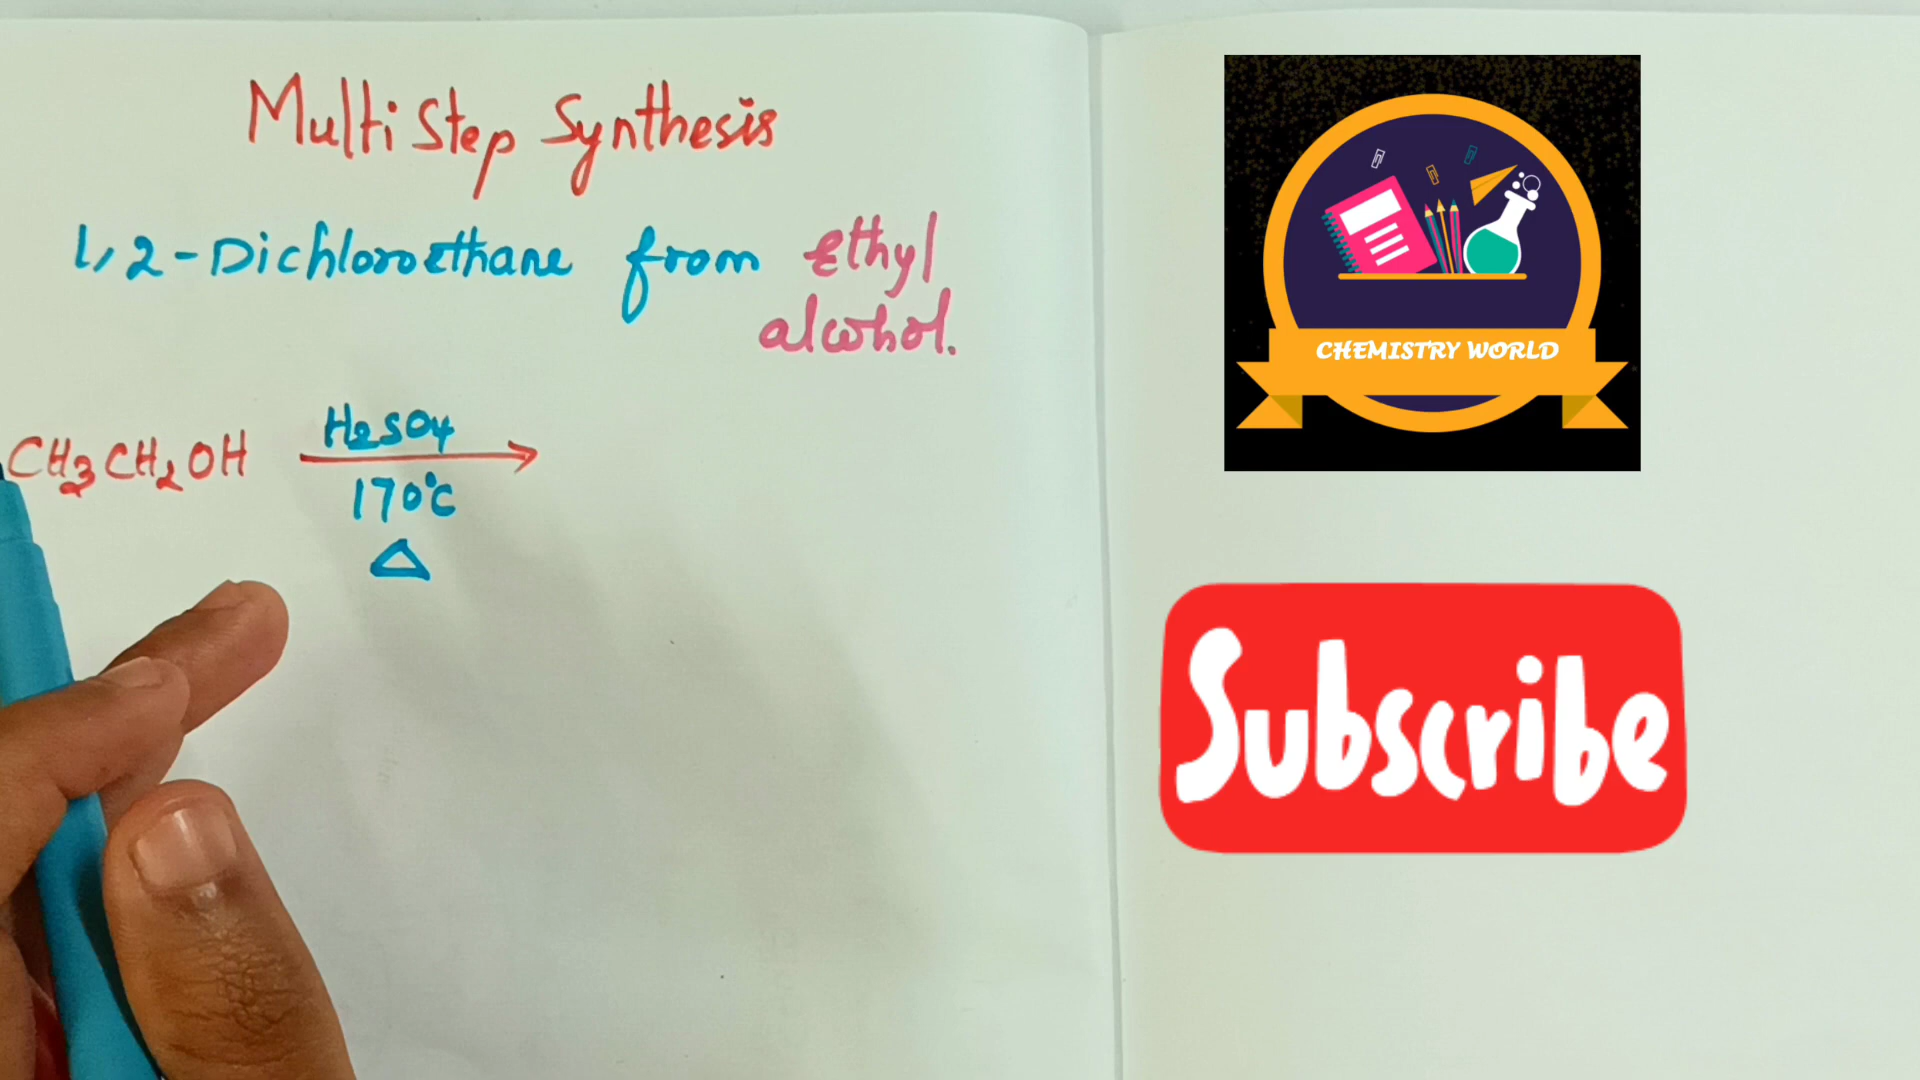 Multi Step Synthesis
1,2-Dichloroethane from ethyl
alcohol.
CH3CH2OH
H2SO4
170°C
Δ
CHEMISTRY WORLD
Subscribe